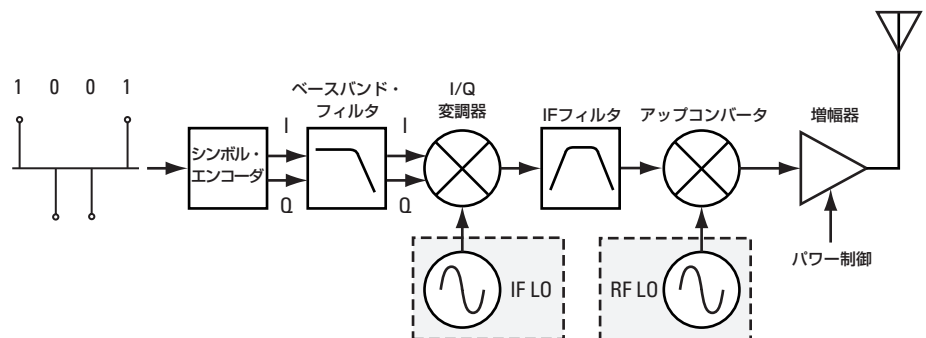 1 0 0 1
シンボル・
エンコーダ
I
Q
ベースバンド・
フィルタ
I
Q
I/Q
変調器
IF LO
IFフィルタ
アップコンバータ
RF LO
増幅器
パワー制御